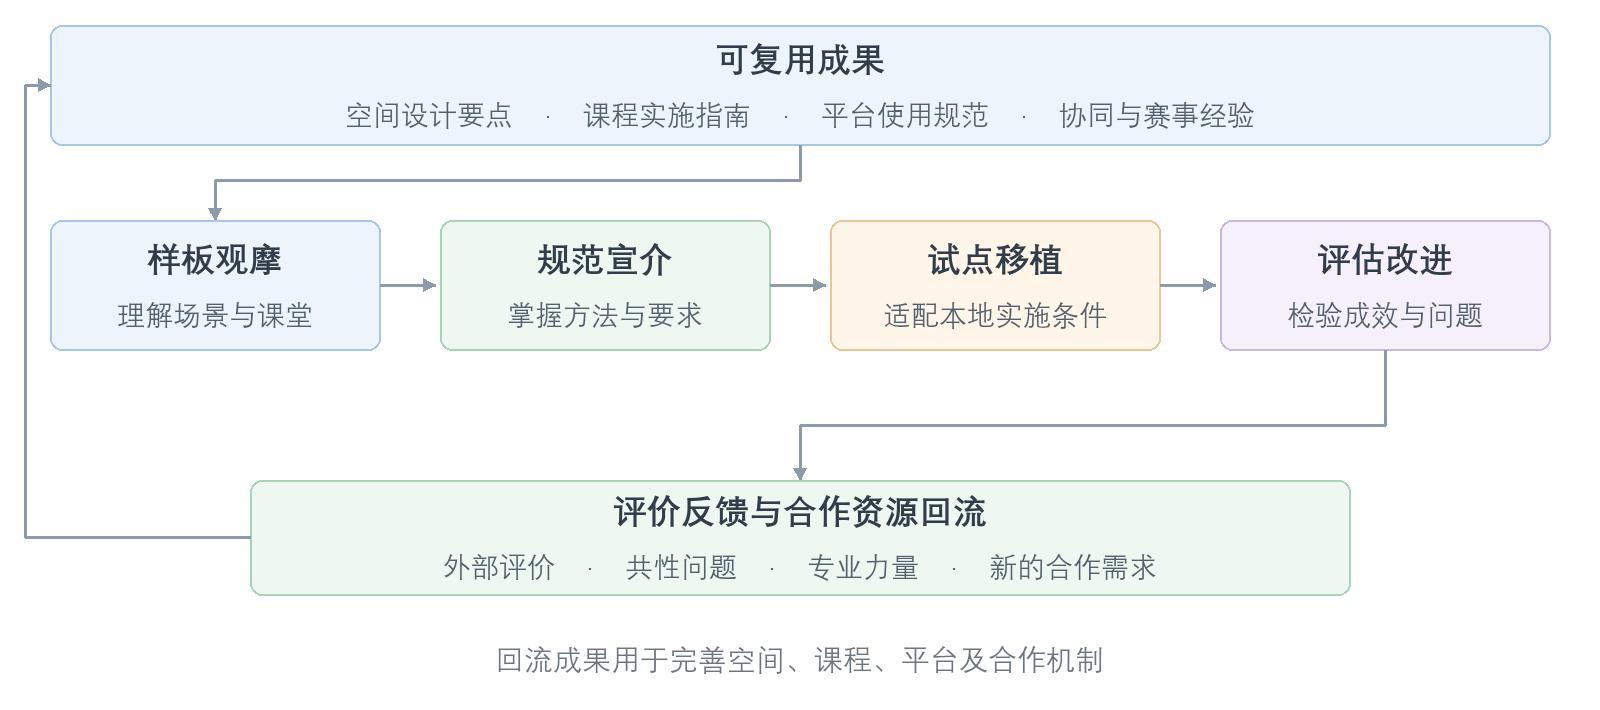 可复用成果
空间设计要点 · 课程实施指南 · 平台使用规范 · 协同与赛事经验
样板观摩
理解场景与课堂
规范宣介
掌握方法与要求
试点移植
适配本地实施条件
评估改进
检验成效与问题
评价反馈与合作资源回流
外部评价 · 共性问题 · 专业力量 · 新的合作需求
回流成果用于完善空间、课程、平台及合作机制